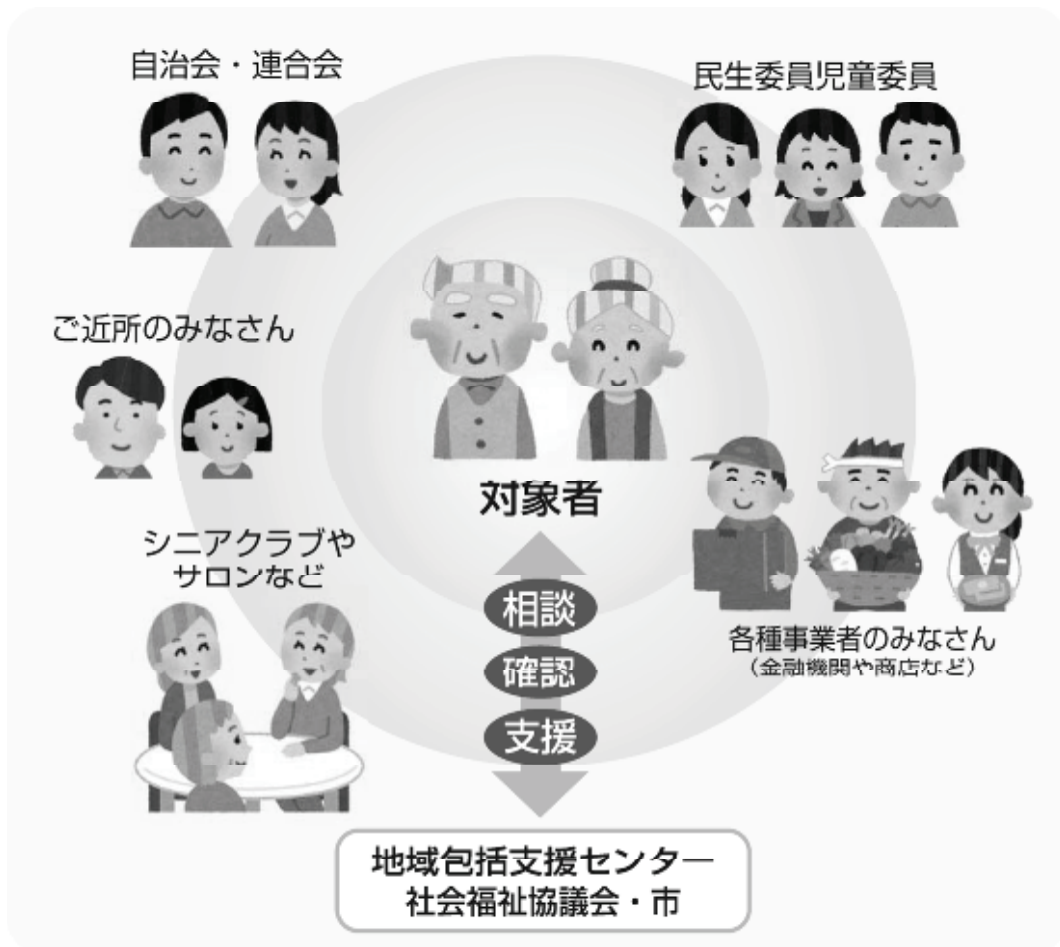 自治会・連合会
民生委員児童委員
ご近所のみなさん
対象者
シニアクラブや
サロンなど
相談
確認
支援
各種事業者のみなさん
（金融機関や商店など）
地域包括支援センター
社会福祉協議会・市